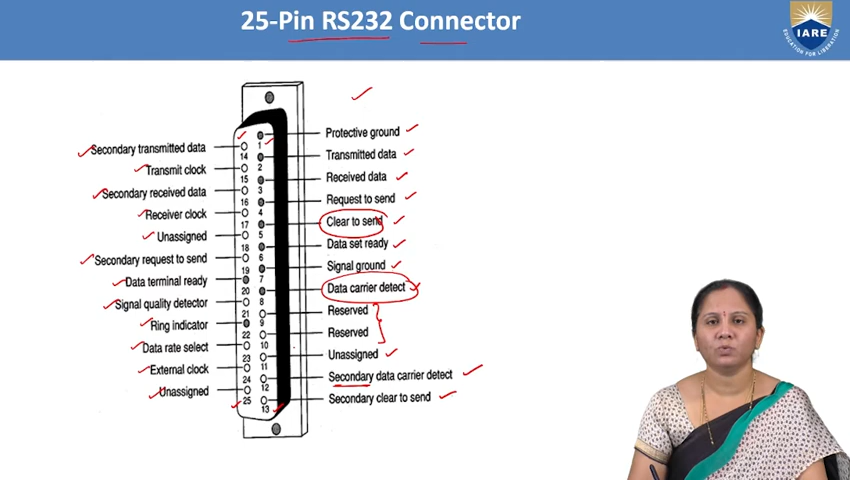 25-Pin RS232 Connector
IARE
EDUCATION FOR LIBERATION
Protective ground
1
Secondary transmitted data
14
Transmitted data
2
Transmit clock
15
Received data
3
Secondary received data
16
Request to send
4
Receiver clock
17
Clear to send
5
Unassigned
18
Data set ready
6
Secondary request to send
19
Signal ground
7
Data terminal ready
20
Data carrier detect
8
Signal quality detector
21
Reserved
9
Ring indicator
22
Reserved
10
Data rate select
23
Unassigned
11
External clock
24
Secondary data carrier detect
12
Unassigned
25
Secondary clear to send
13